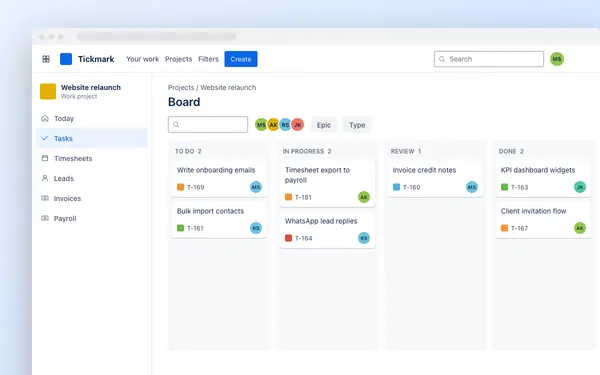 Tickmark Your work Projects Filters Create Search MS
Website relaunch
Work project
Today
Tasks
Timesheets
Leads
Invoices
Payroll
Projects / Website relaunch
Board
MS AK RS JK Epic Type
TO DO 2
Write onboarding emails
T-169 MS
Bulk import contacts
T-161 RS
IN PROGRESS 2
Timesheet export to
payroll
T-181 AK
WhatsApp lead replies
T-164 RS
REVIEW 1
Invoice credit notes
T-160 MS
DONE 2
KPI dashboard widgets
T-163 JK
Client invitation flow
T-167 AK